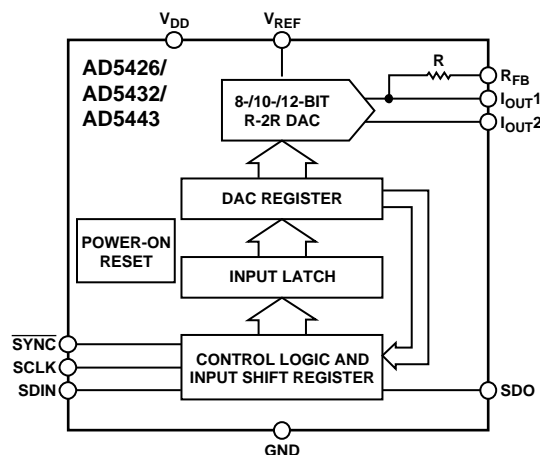 VDD
VREF
AD5426/
AD5432/
AD5443
R
RFB
8-/10-/12-BIT
R-2R DAC
IOUT1
IOUT2
DAC REGISTER
POWER-ON
RESET
INPUT LATCH
SYNC
SCLK
SDIN
CONTROL LOGIC AND
INPUT SHIFT REGISTER
SDO
GND